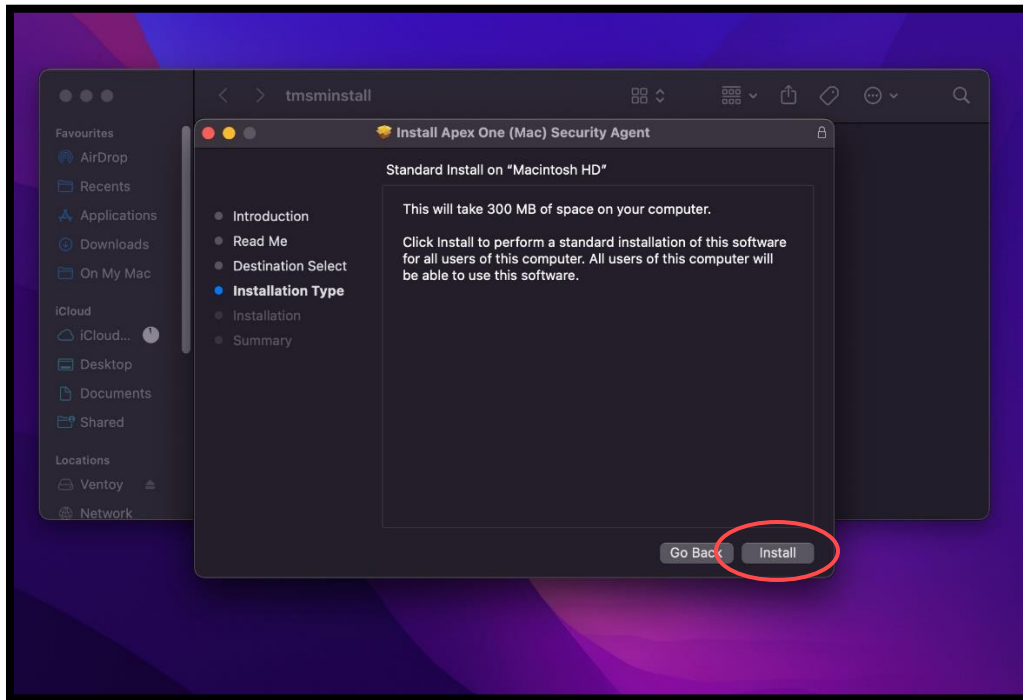 tmsminstall
Favourites
AirDrop
Recents
Applications
Downloads
On My Mac
iCloud
iCloud...
Desktop
Documents
Shared
Locations
Ventoy
Network
Install Apex One (Mac) Security Agent
Introduction
Read Me
Destination Select
Installation Type
Installation
Summary
Standard Install on “Macintosh HD”
This will take 300 MB of space on your computer.
Click Install to perform a standard installation of this software
for all users of this computer. All users of this computer will
be able to use this software.
Go Back
Install